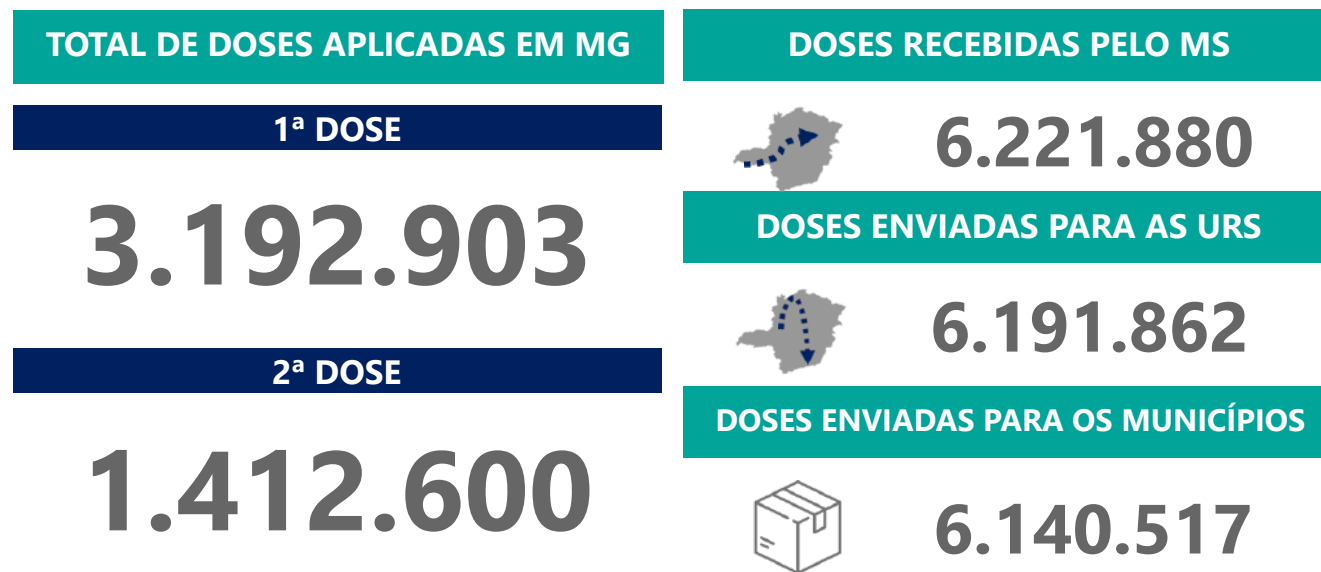 TOTAL DE DOSES APLICADAS EM MG
1ª DOSE
3.192.903
2ª DOSE
1.412.600
DOSES RECEBIDAS PELO MS
6.221.880
DOSES ENVIADAS PARA AS URS
6.191.862
DOSES ENVIADAS PARA OS MUNICÍPIOS
6.140.517